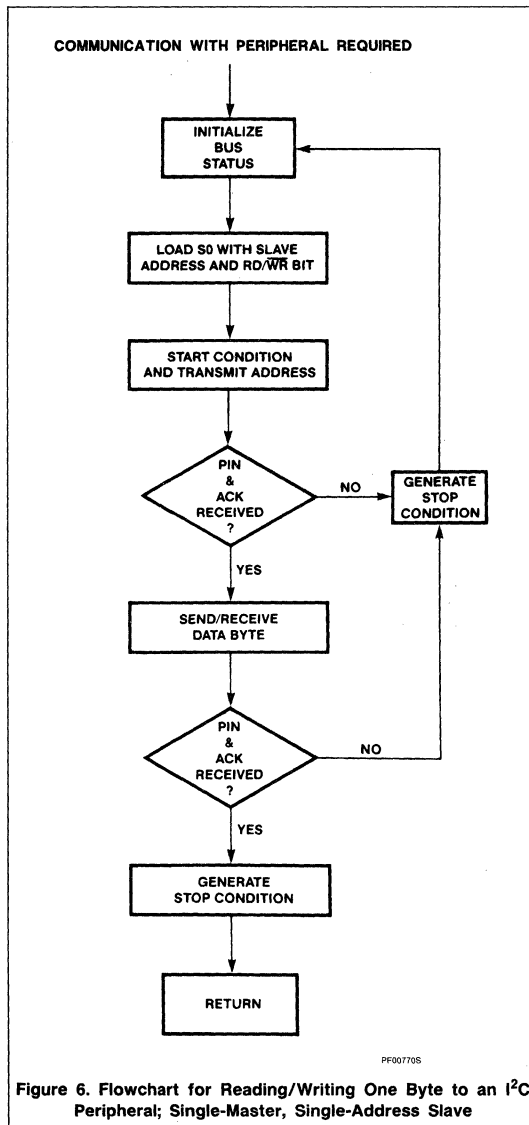 COMMUNICATION WITH PERIPHERAL REQUIRED
INITIALIZE
BUS
STATUS
LOAD S0 WITH SLAVE
ADDRESS AND RD/W̅R̅ BIT
START CONDITION
AND TRANSMIT ADDRESS
PIN
&
ACK
RECEIVED
?
NO
GENERATE
STOP
CONDITION
YES
SEND/RECEIVE
DATA BYTE
PIN
&
ACK
RECEIVED
?
NO
YES
GENERATE
STOP CONDITION
RETURN
PF00770S
Figure 6. Flowchart for Reading/Writing One Byte to an I²C
Peripheral; Single-Master, Single-Address Slave